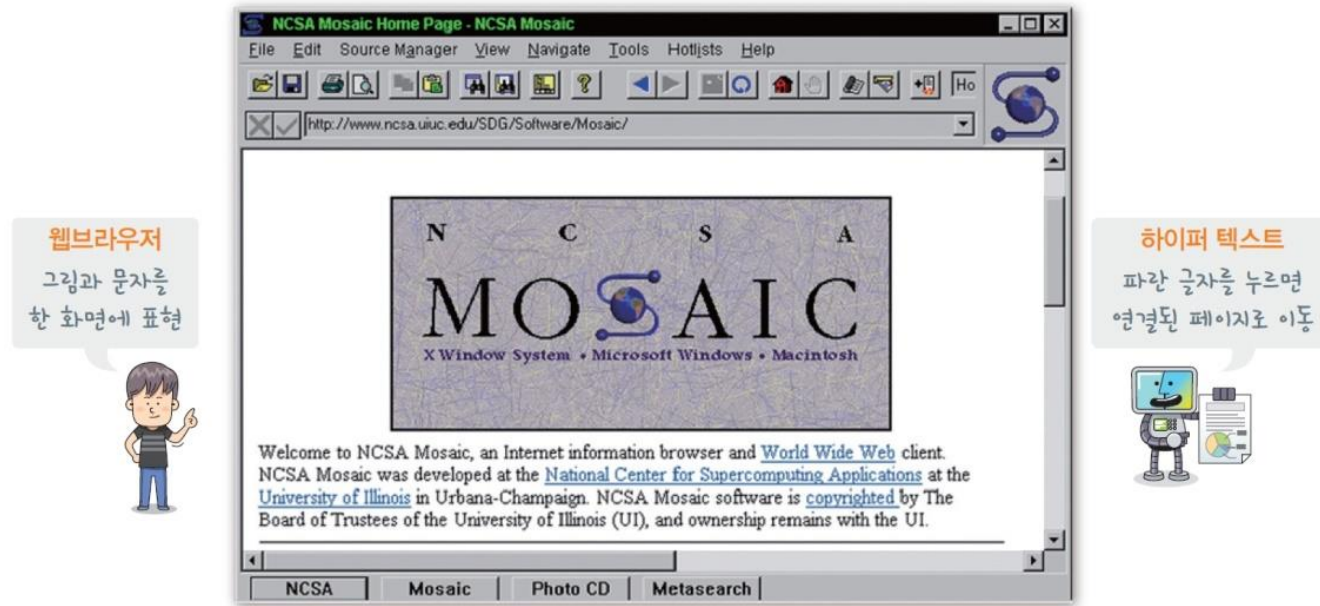 NCSA Mosaic Home Page - NCSA Mosaic
File Edit Source Manager View Navigate Tools Hotlists Help
Ho
http://www.ncsa.uiuc.edu/SDG/Software/Mosaic/
N C S A
MOSAIC
X Window System • Microsoft Windows • Macintosh
Welcome to NCSA Mosaic, an Internet information browser and World Wide Web client.
NCSA Mosaic was developed at the National Center for Supercomputing Applications at the
University of Illinois in Urbana-Champaign. NCSA Mosaic software is copyrighted by The
Board of Trustees of the University of Illinois (UI), and ownership remains with the UI.
NCSA Mosaic Photo CD Metasearch
웹브라우저
그림과 문자를
한 화면에 표현
하이퍼 텍스트
파란 글자를 누르면
연결된 페이지로 이동